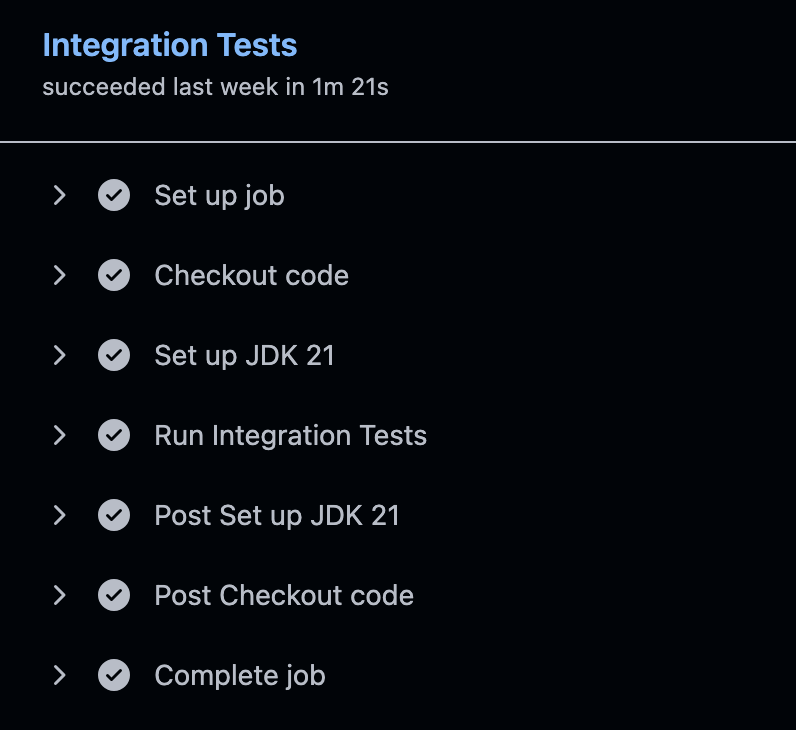 Integration Tests
succeeded last week in 1m 21s
Set up job
Checkout code
Set up JDK 21
Run Integration Tests
Post Set up JDK 21
Post Checkout code
Complete job